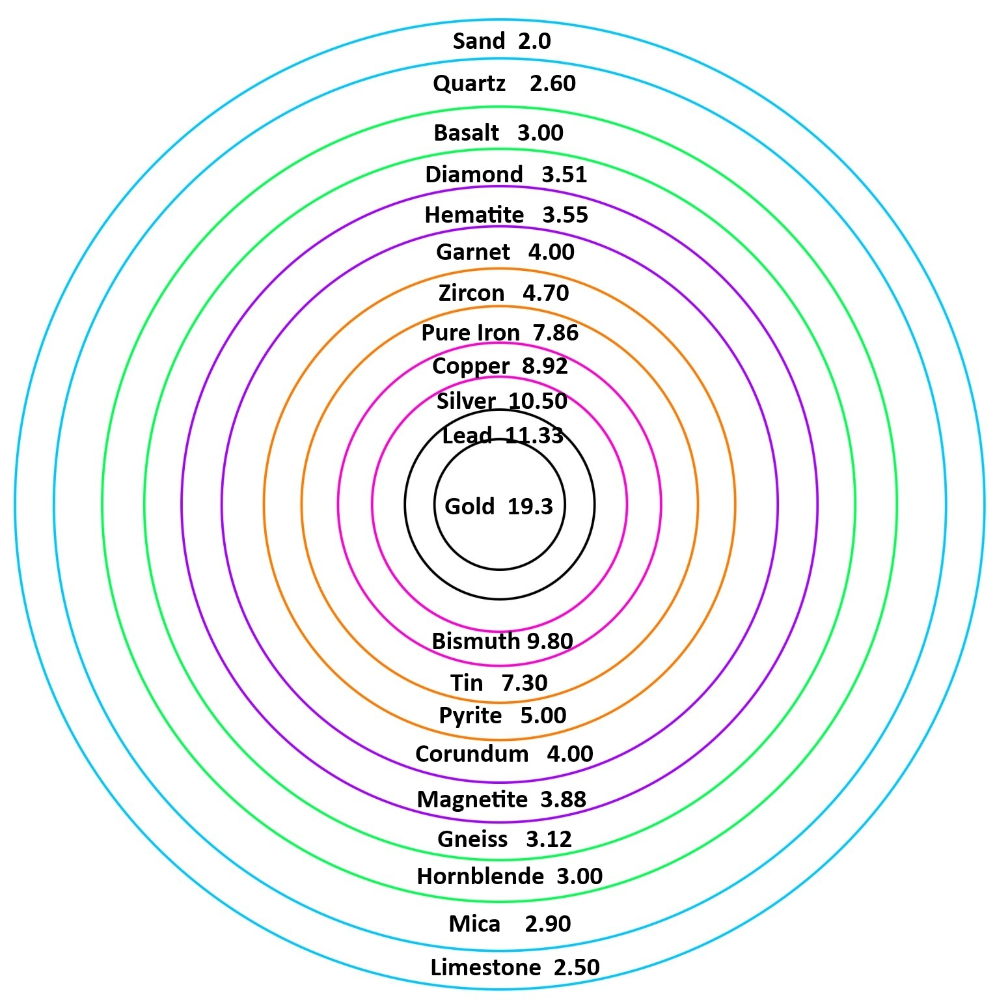 Sand 2.0
Quartz 2.60
Basalt 3.00
Diamond 3.51
Hematite 3.55
Garnet 4.00
Zircon 4.70
Pure Iron 7.86
Copper 8.92
Silver 10.50
Lead 11.33
Gold 19.3
Bismuth 9.80
Tin 7.30
Pyrite 5.00
Corundum 4.00
Magnetite 3.88
Gneiss 3.12
Hornblende 3.00
Mica 2.90
Limestone 2.50